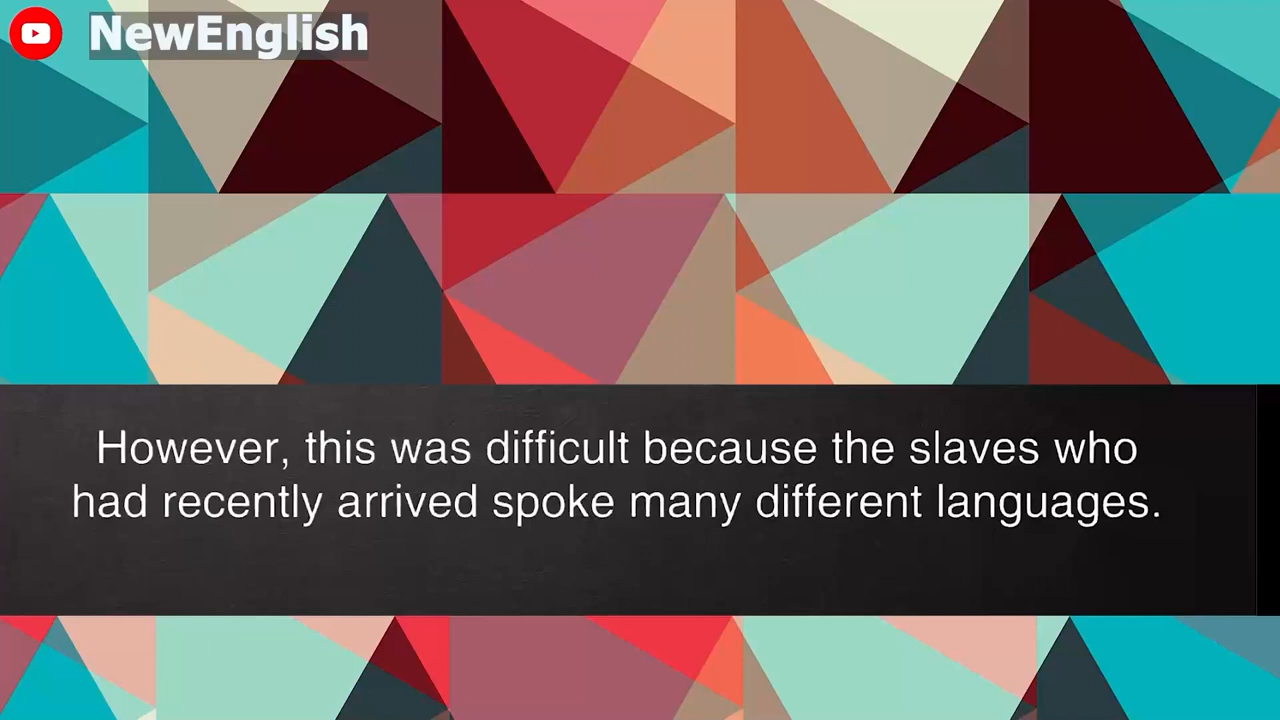 NewEnglish
However, this was difficult because the slaves who
had recently arrived spoke many different languages.